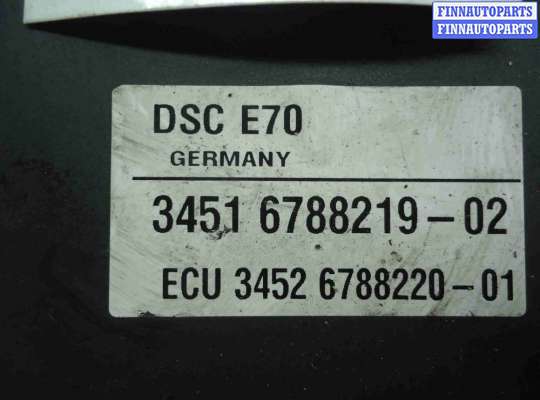 FINNAUTOPARTS
FINNAUTOPARTS
DSC E70
GERMANY
3451 6788219-02
ECU 3452 6788220-01